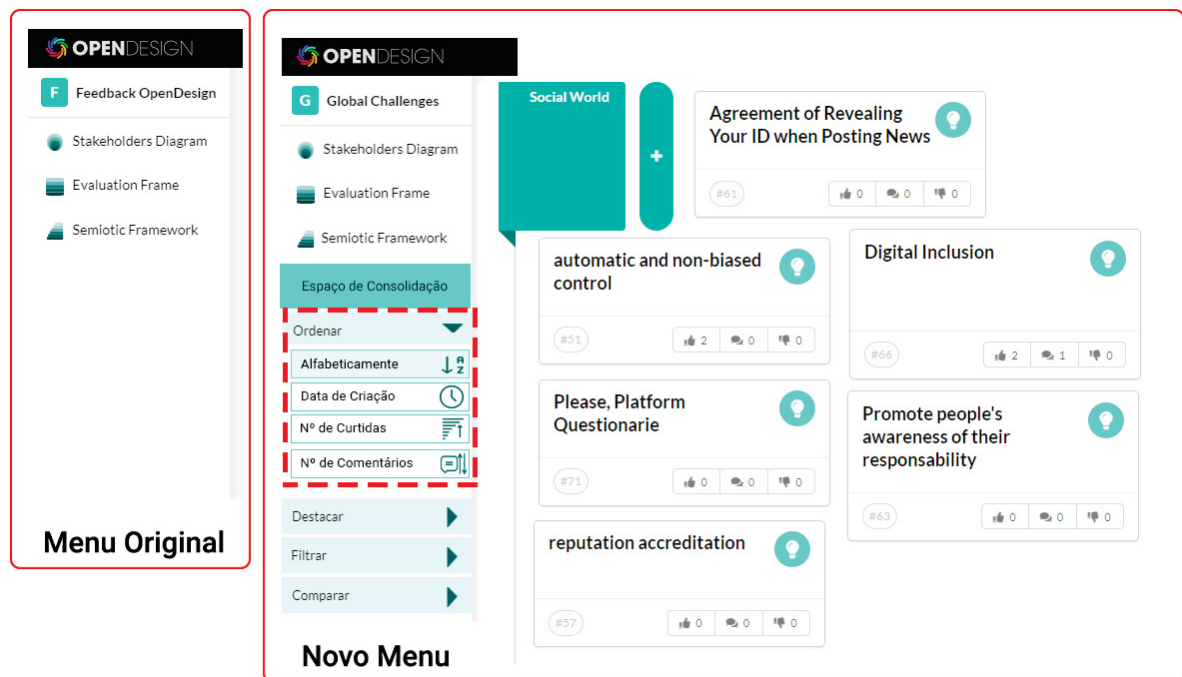 OPENDESIGN
F Feedback OpenDesign
Stakeholders Diagram
Evaluation Frame
Semiotic Framework
Menu Original
OPENDESIGN
G Global Challenges
Stakeholders Diagram
Evaluation Frame
Semiotic Framework
Espaço de Consolidação
Ordenar
Alfabeticamente
A
Z
Data de Criação
Nº de Curtidas
Nº de Comentários
Destacar
Filtrar
Comparar
Novo Menu
Social World
+
Agreement of Revealing
Your ID when Posting News
#61 0 0 0
automatic and non-biased
control
#51 2 0 0
Digital Inclusion
#66 2 1 0
Please, Platform
Questionarie
#71 0 0 0
Promote people's
awareness of their
responsability
#63 0 0 0
reputation accreditation
#57 0 0 0